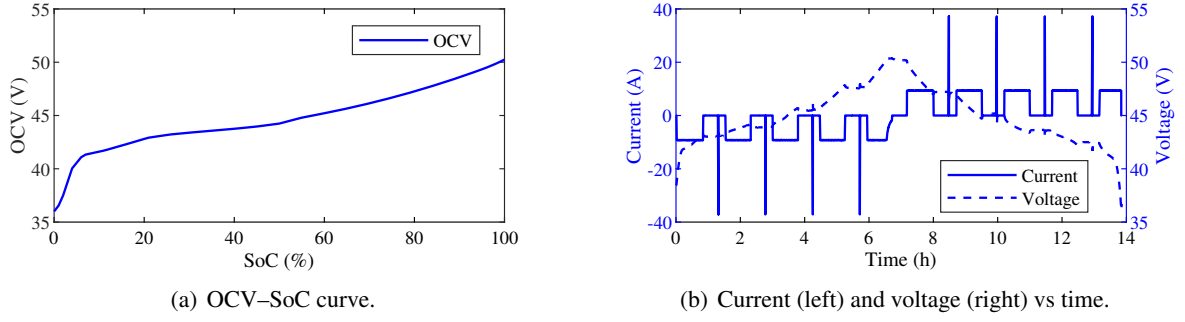 55
50
45
40
35
OCV (V)
OCV
0
20
40
60
80
100
SoC (%)
(a) OCV–SoC curve.
40
20
0
-20
-40
Current (A)
55
50
45
40
35
Voltage (V)
Current
Voltage
0
2
4
6
8
10
12
14
Time (h)
(b) Current (left) and voltage (right) vs time.